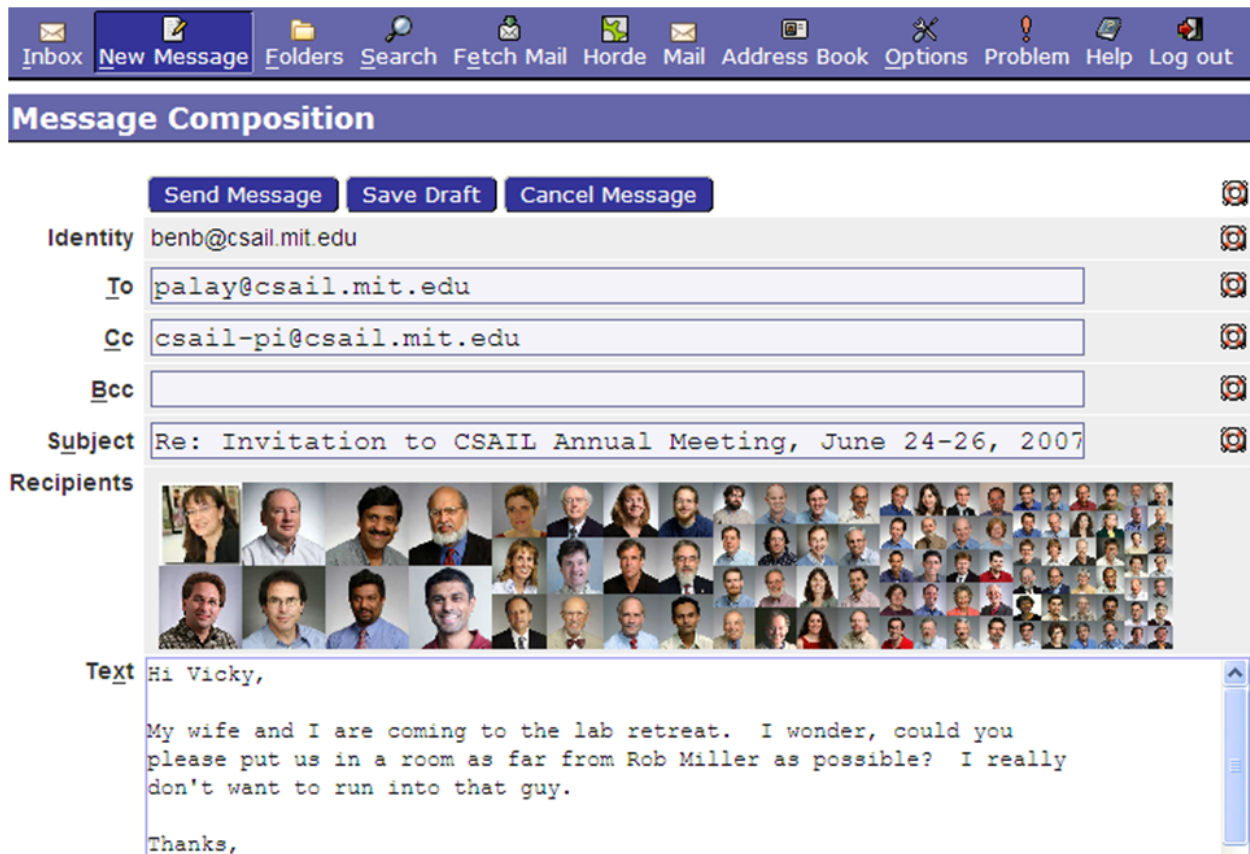 Inbox New Message Folders Search Fetch Mail Horde Mail Address Book Options Problem Help Log out
Message Composition
Send Message Save Draft Cancel Message
Identity benb@csail.mit.edu
To palay@csail.mit.edu
Cc csail-pi@csail.mit.edu
Bcc
Subject Re: Invitation to CSAIL Annual Meeting, June 24-26, 2007
Recipients
Text Hi Vicky,
My wife and I are coming to the lab retreat. I wonder, could you
please put us in a room as far from Rob Miller as possible? I really
don't want to run into that guy.
Thanks,